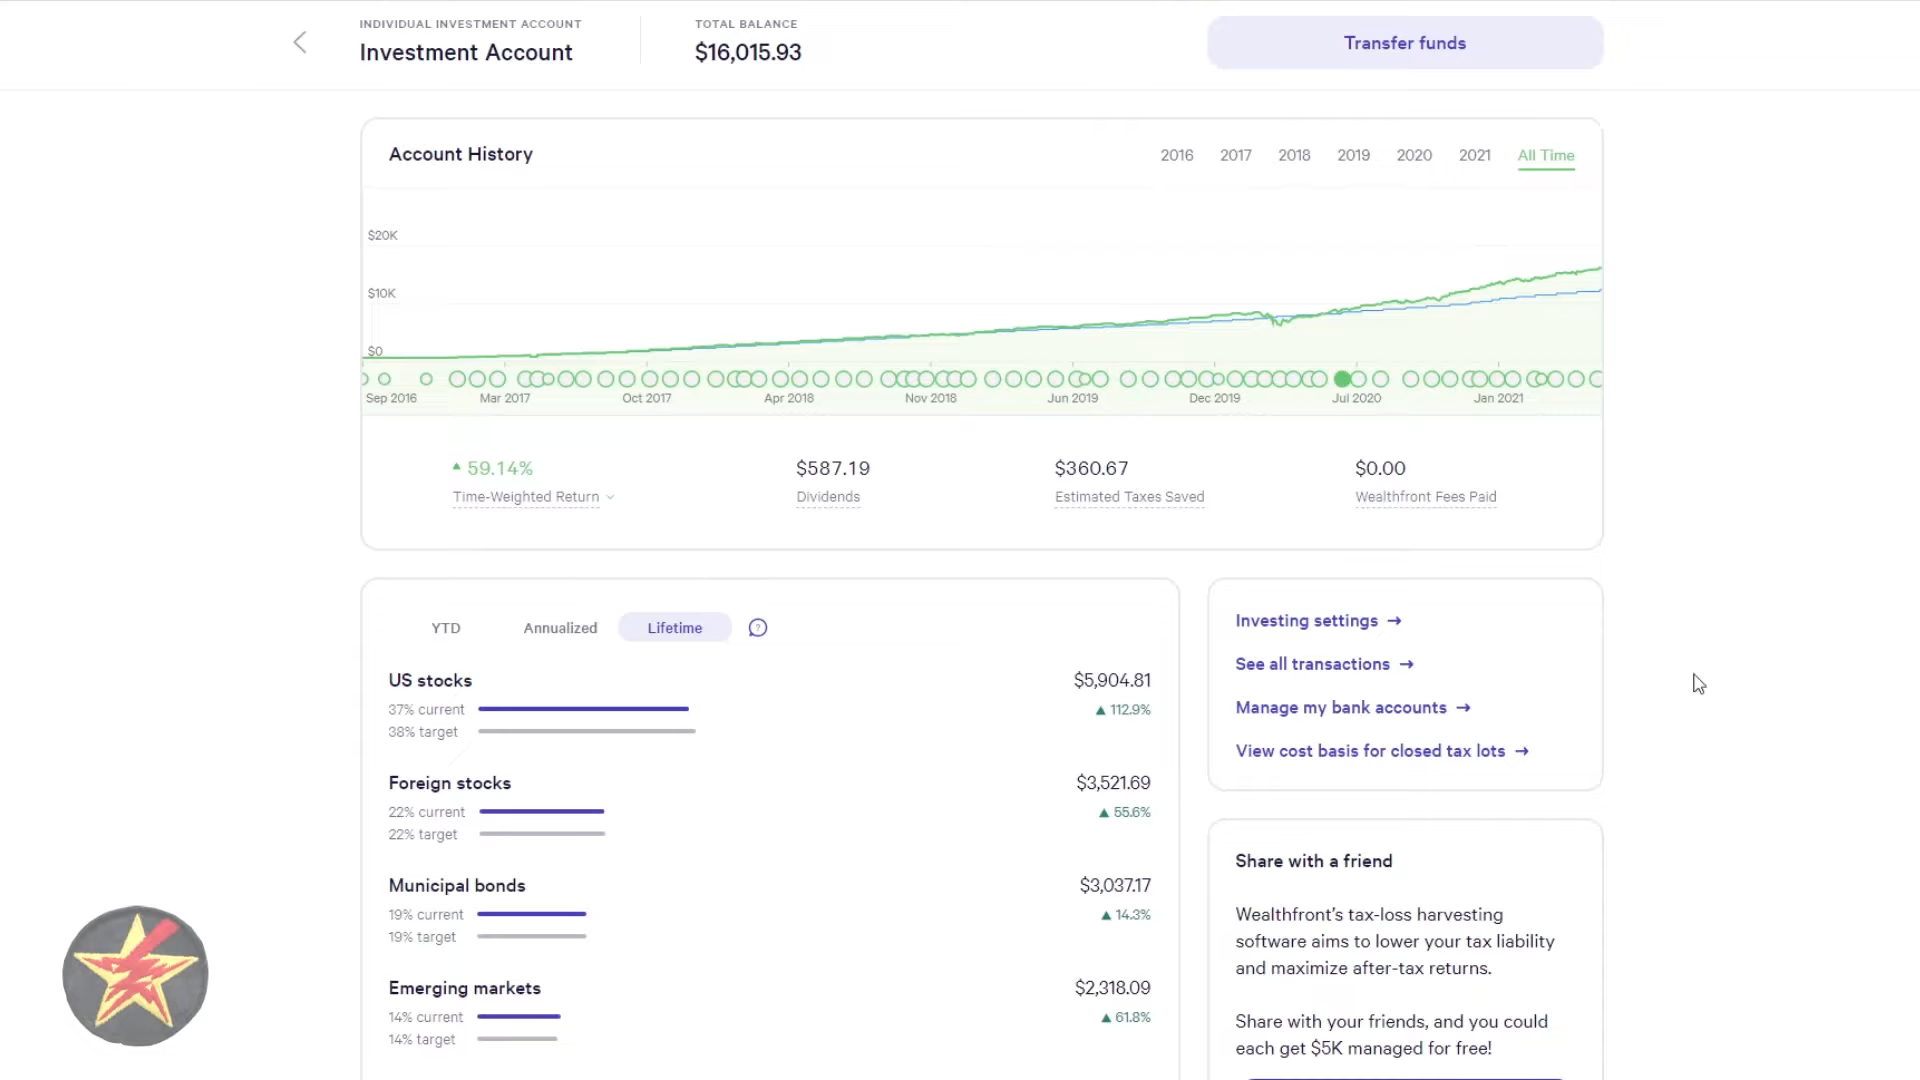 INDIVIDUAL INVESTMENT ACCOUNT
Investment Account
TOTAL BALANCE
$16,015.93
Transfer funds
Account History
2016 2017 2018 2019 2020 2021 All Time
$20K
$10K
$0
Sep 2016 Mar 2017 Oct 2017 Apr 2018 Nov 2018 Jun 2019 Dec 2019 Jul 2020 Jan 2021
59.14%
Time-Weighted Return
$587.19
Dividends
$360.67
Estimated Taxes Saved
$0.00
Wealthfront Fees Paid
YTD Annualized Lifetime ?
US stocks $5,904.81
37% current 112.9%
38% target
Foreign stocks $3,521.69
22% current 55.6%
22% target
Municipal bonds $3,037.17
19% current 14.3%
19% target
Emerging markets $2,318.09
14% current 61.8%
14% target
Investing settings →
See all transactions →
Manage my bank accounts →
View cost basis for closed tax lots →
Share with a friend
Wealthfront’s tax-loss harvesting
software aims to lower your tax liability
and maximize after-tax returns.
Share with your friends, and you could
each get $5K managed for free!